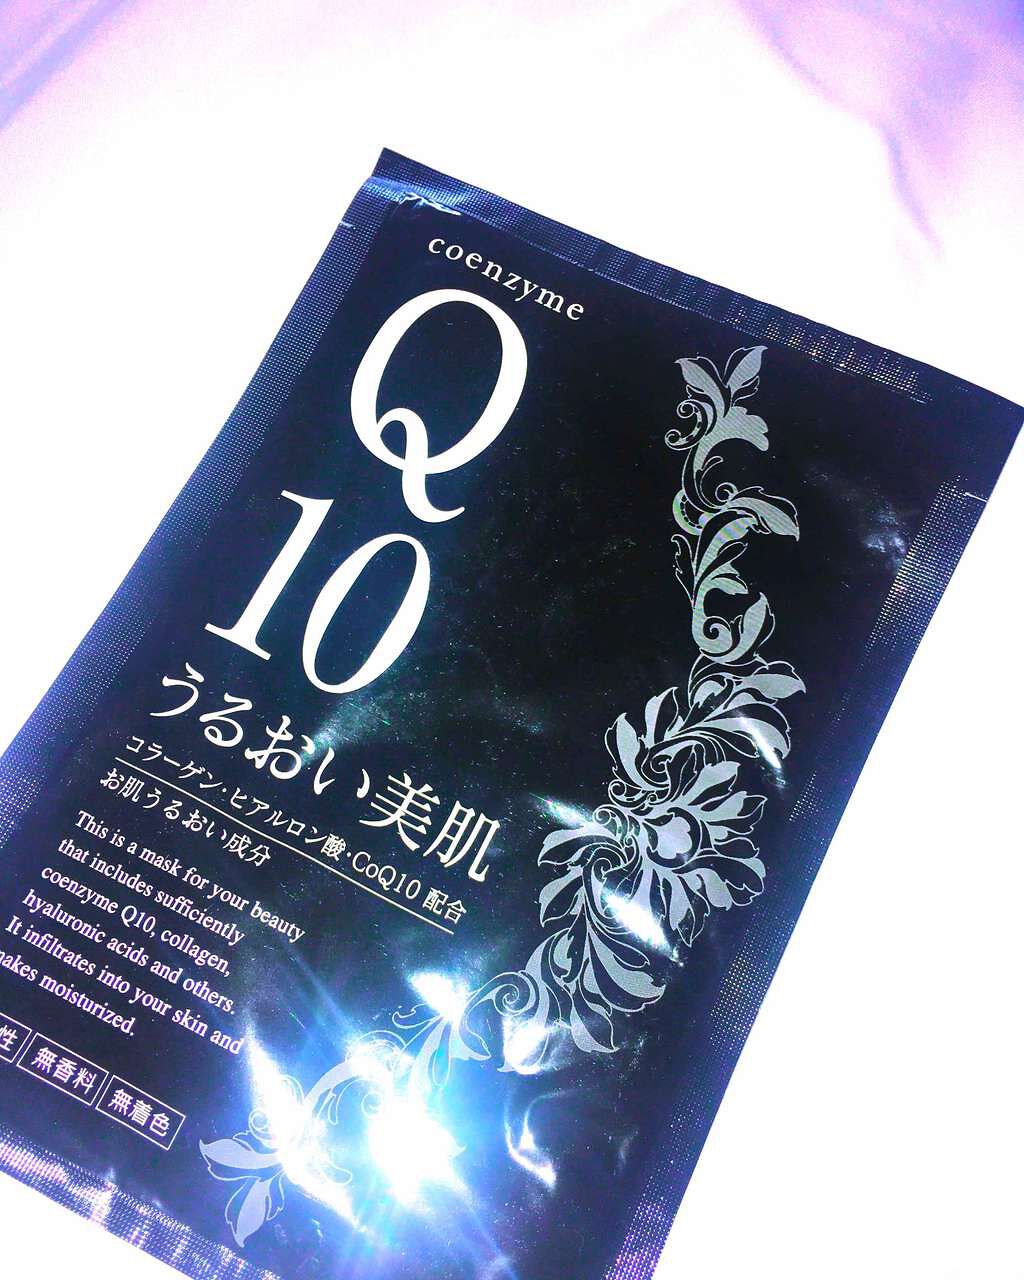 coenzyme
Q
10
うるおい美肌
コラーゲン・ヒアルロン酸・CoQ10 配合
お肌うるおい成分
This is a mask for your beauty
that includes sufficiently
coenzyme Q10, collagen,
hyaluronic acids and others.
It infiltrates into your skin and
makes moisturized.
性 無香料 無着色